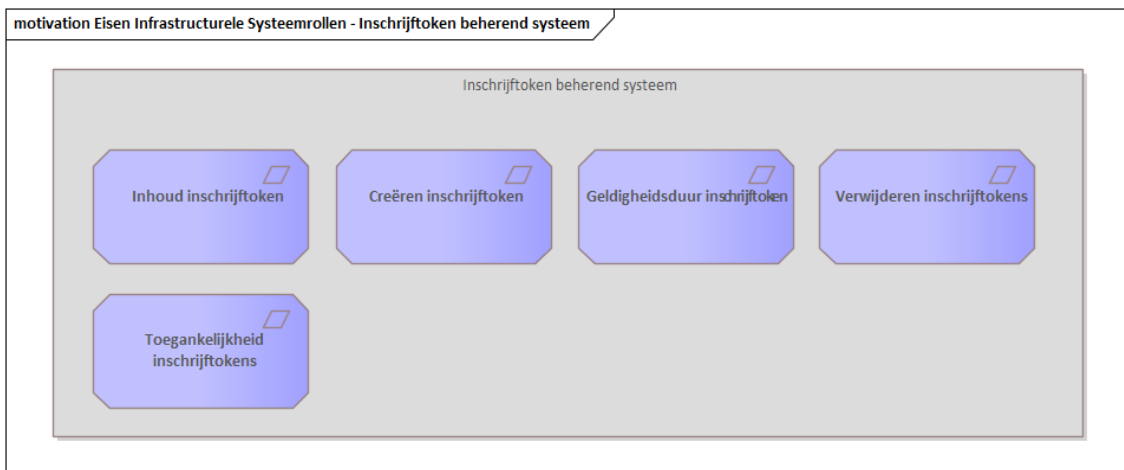 motivation Eisen Infrastructurele Systeemrollen - Inschrijftoken beherend systeem
Inschrijftoken beherend systeem
Inhoud inschrijftoken
Creëren inschrijftoken
Geldigheidsduur inschrijftoken
Verwijderen inschrijftokens
Toegankelijkheid
inschrijftokens